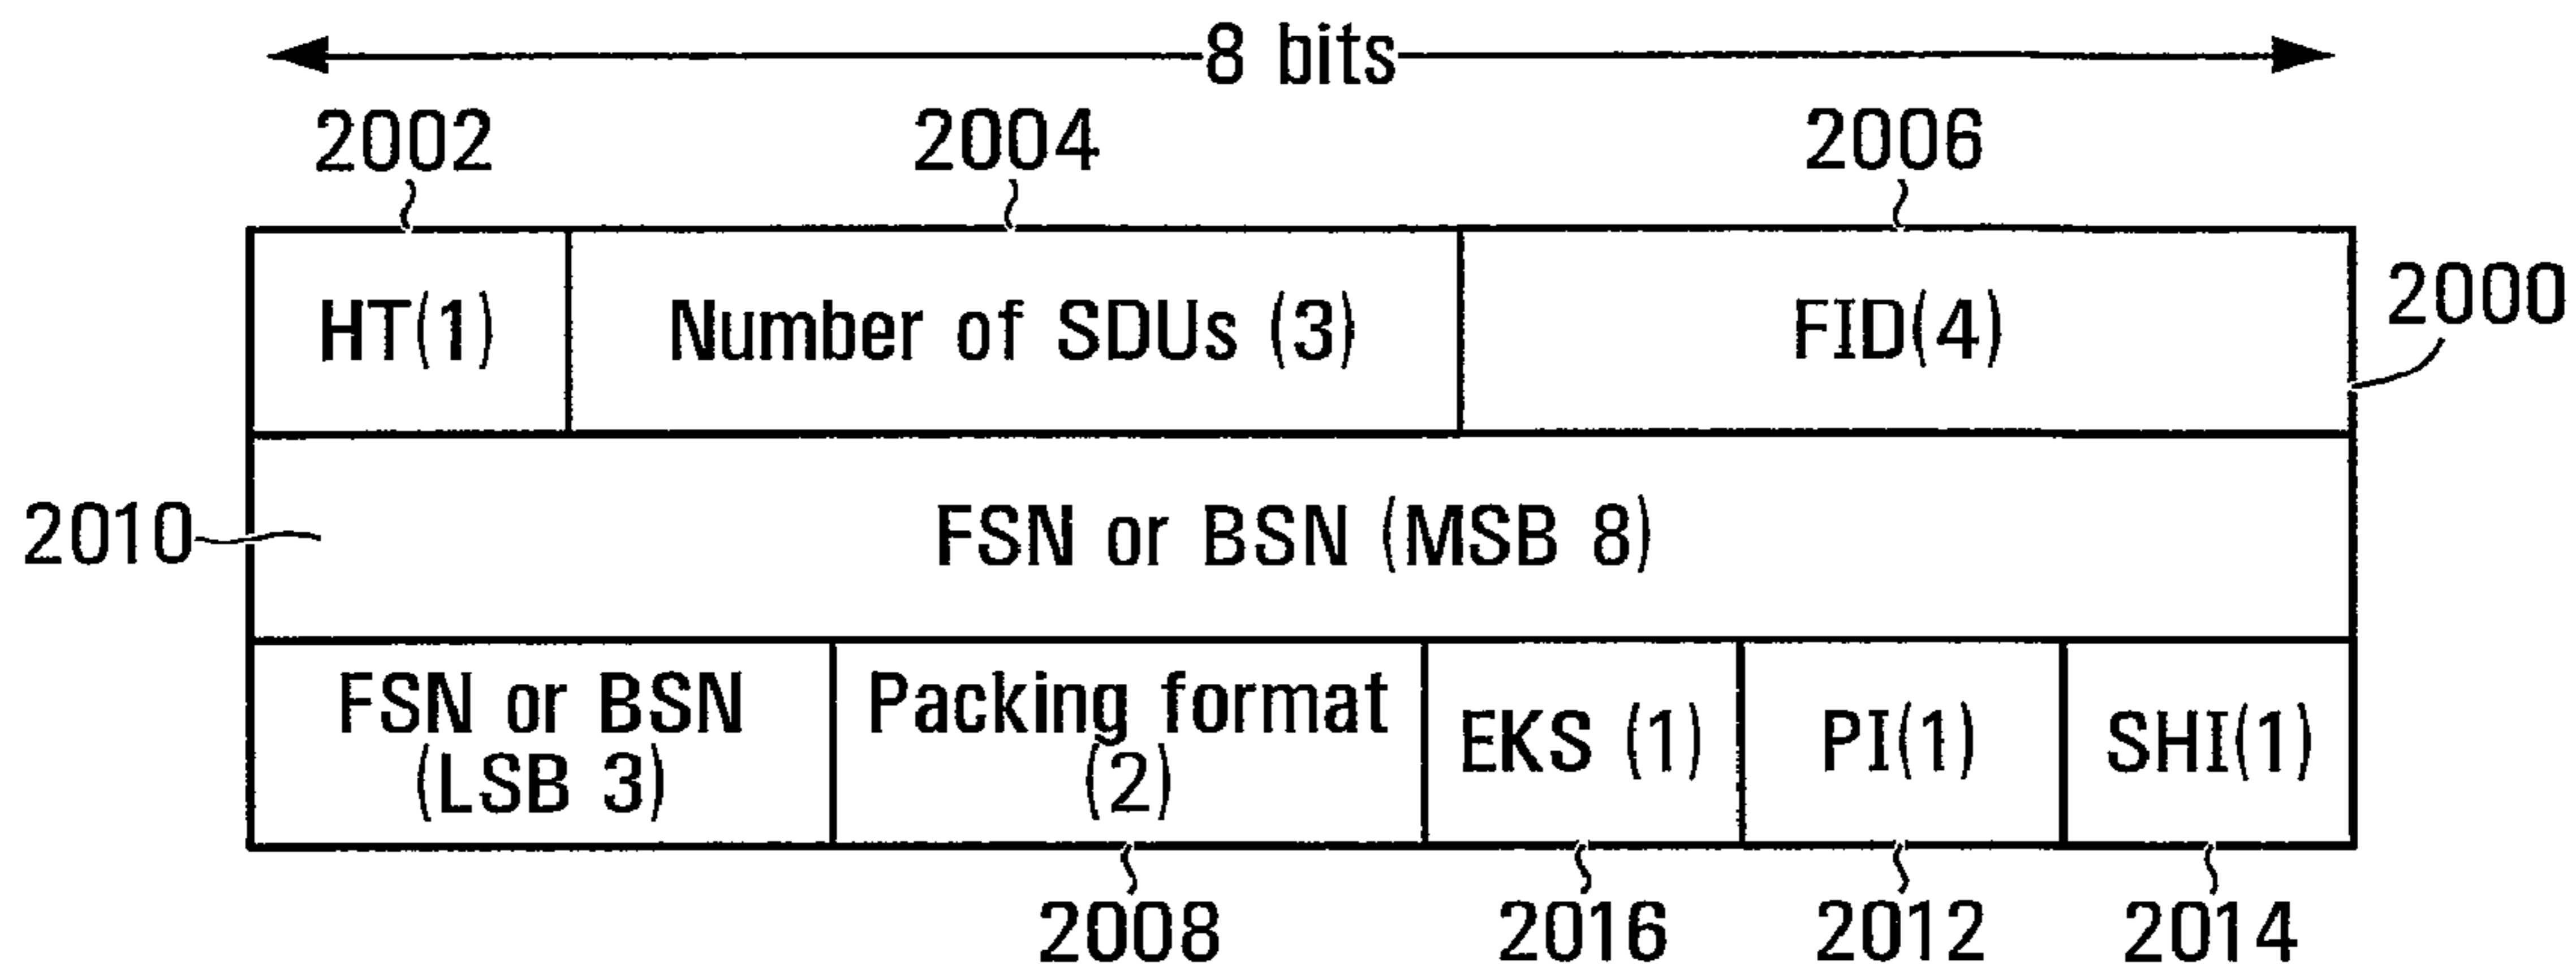 8 bits
2002 2004 2006
HT(1) Number of SDUs (3) FID(4)
2000
2010
FSN or BSN (MSB 8)
FSN or BSN
(LSB 3)
Packing format
(2)
EKS (1) PI(1) SHI(1)
2008 2016 2012 2014